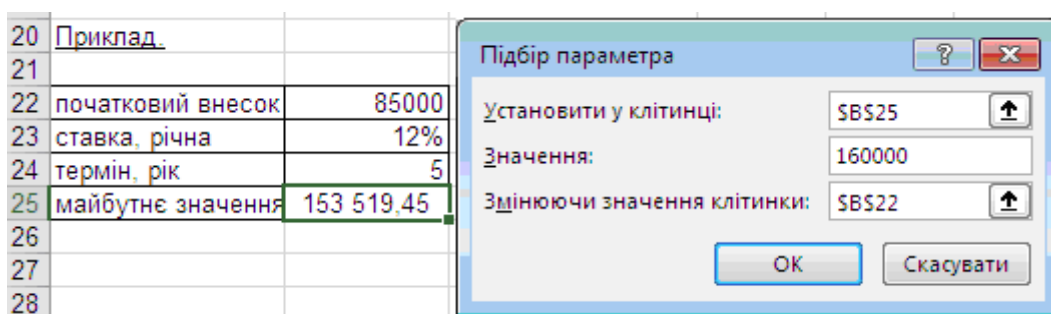 20 Приклад.
21
22 початковий внесок 85000
23 ставка, річна 12%
24 термін, рік 5
25 майбутнє значення 153 519,45
26
27
28
Підбір параметра
Установити у клітинці: $B$25
Значення: 160000
Змінюючи значення клітинки: $B$22
ОК Скасувати